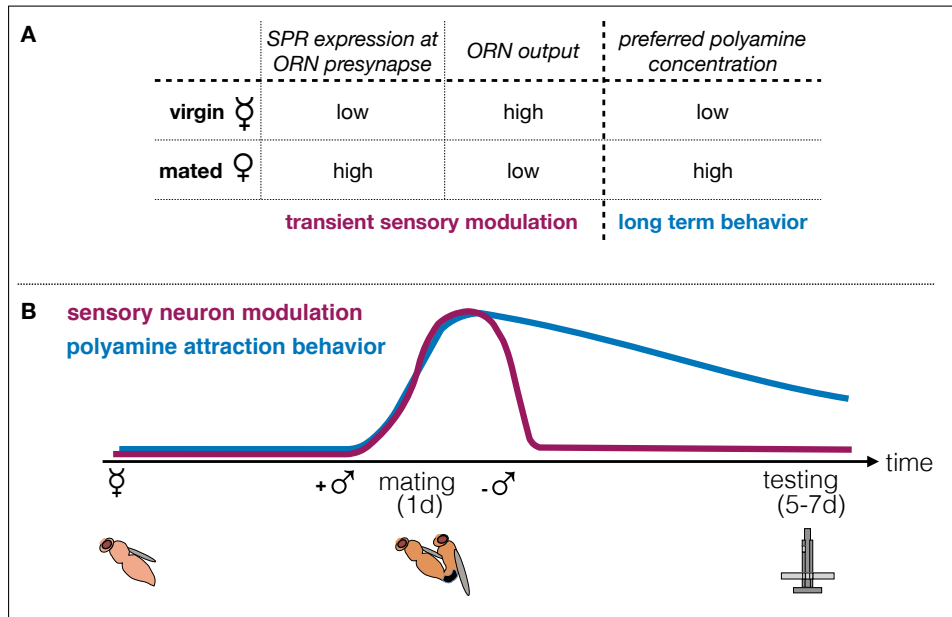 A
SPR expression at
ORN presynapse
ORN output
preferred polyamine
concentration
virgin ☿ low high low
mated ♀ high low high
transient sensory modulation long term behavior
B
sensory neuron modulation
polyamine attraction behavior
time
☿ +♂ mating -♂ testing
(1d) (5-7d)